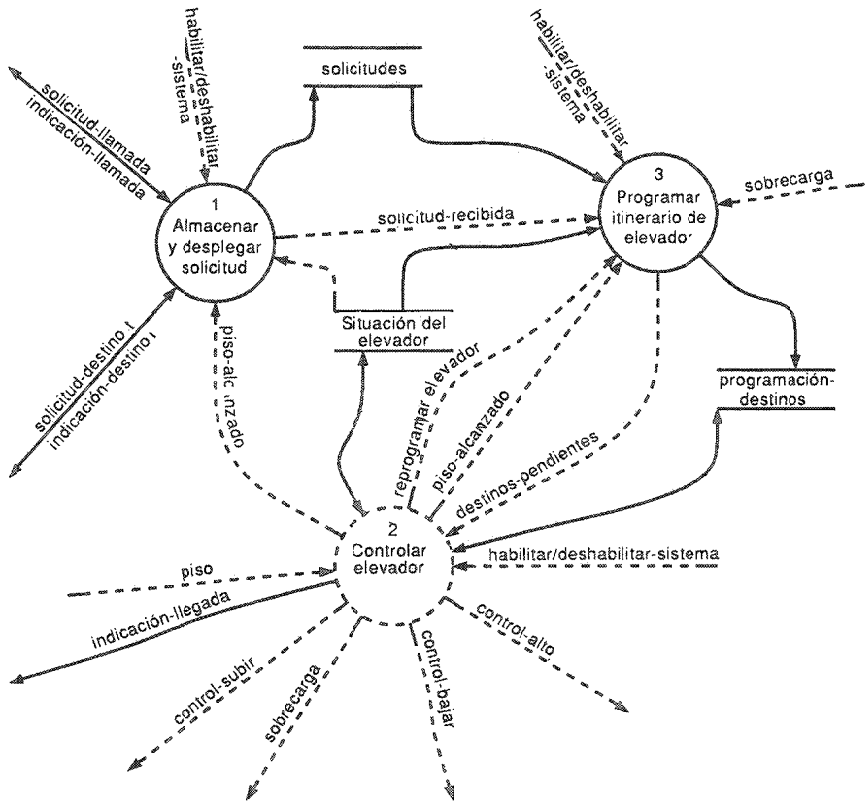 solicitudes
habilitar/deshabilitar
-sistema
habilitar/deshabilitar
-sistema
solicitud-llamada
indicación-llamada
1
Almacenar
y desplegar
solicitud
solicitud-recibida
3
Programar
itinerario de
elevador
sobrecarga
Situación del
elevador
solicitud-destino
indicación-destino
piso-alc nzado
reprogramar elevador
piso-alcanzado
destinos-pendientes
programación-
destinos
2
Controlar
elevador
habilitar/deshabilitar-sistema
piso
indicación-llegada
control-subir
sobrecarga
control-bajar
control-alto